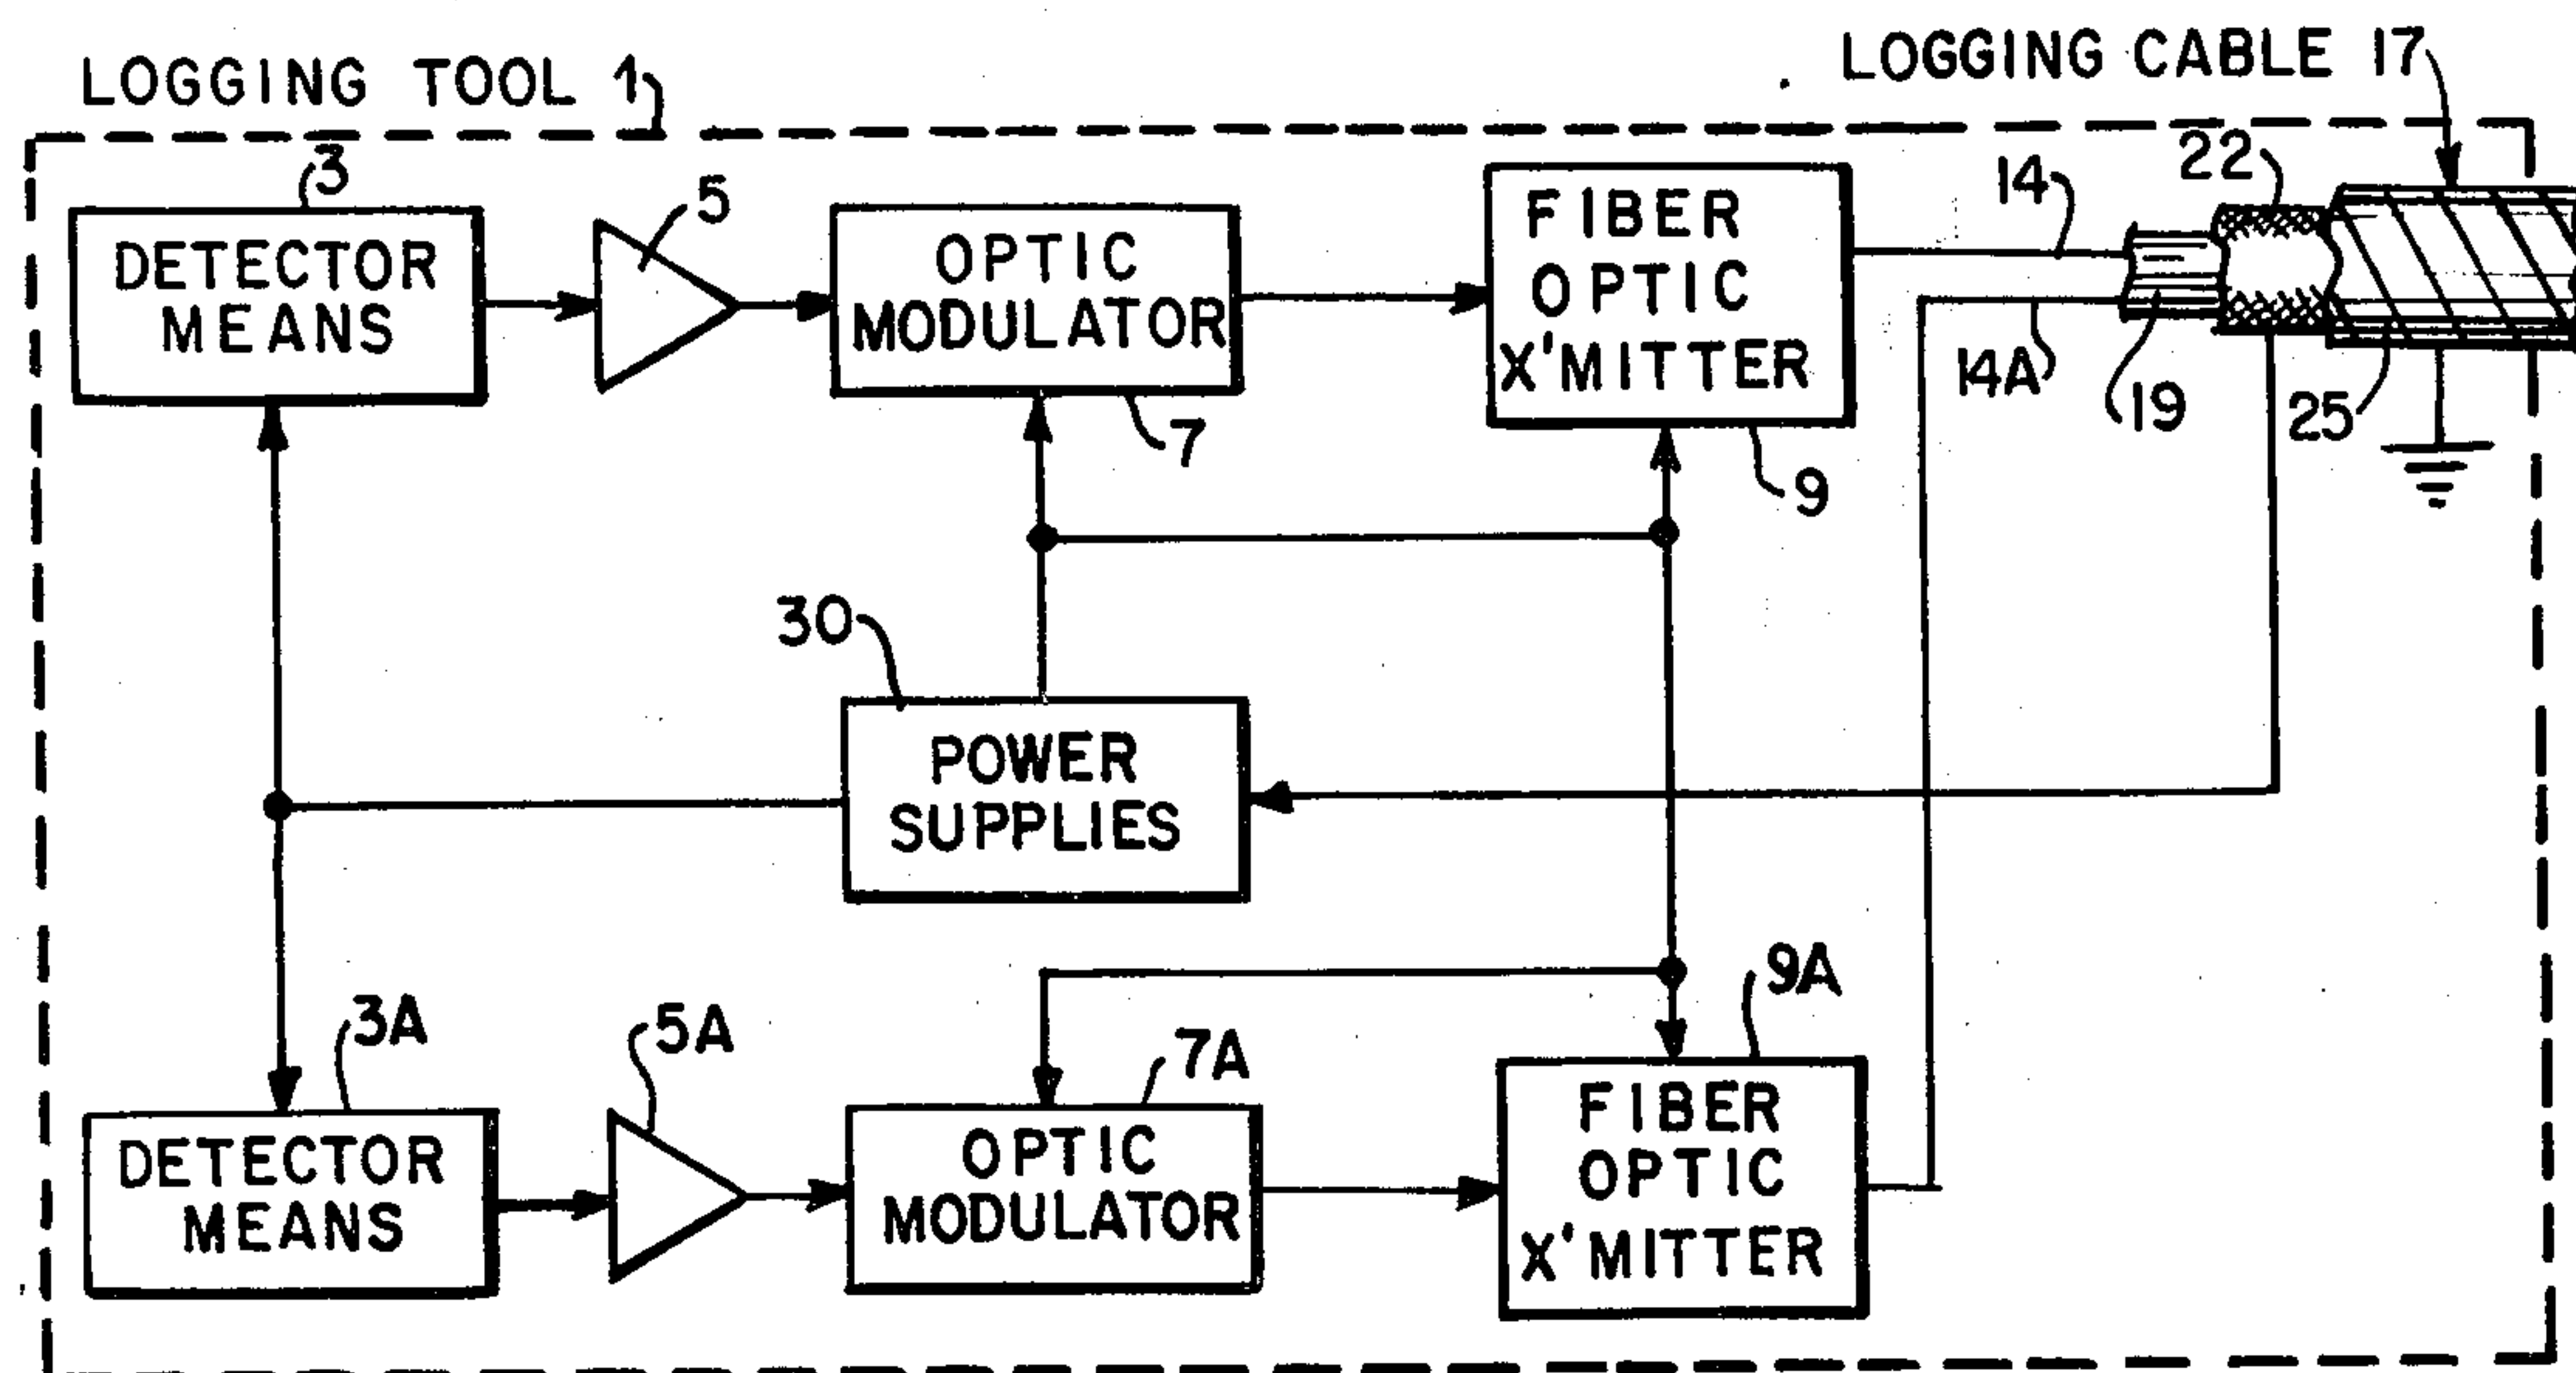 LOGGING TOOL 1
LOGGING CABLE 17
3
DETECTOR
MEANS
5
OPTIC
MODULATOR
7
FIBER
OPTIC
X'MITTER
9
14
14A
19
22
25
30
POWER
SUPPLIES
3A
DETECTOR
MEANS
5A
7A
OPTIC
MODULATOR
9A
FIBER
OPTIC
X'MITTER